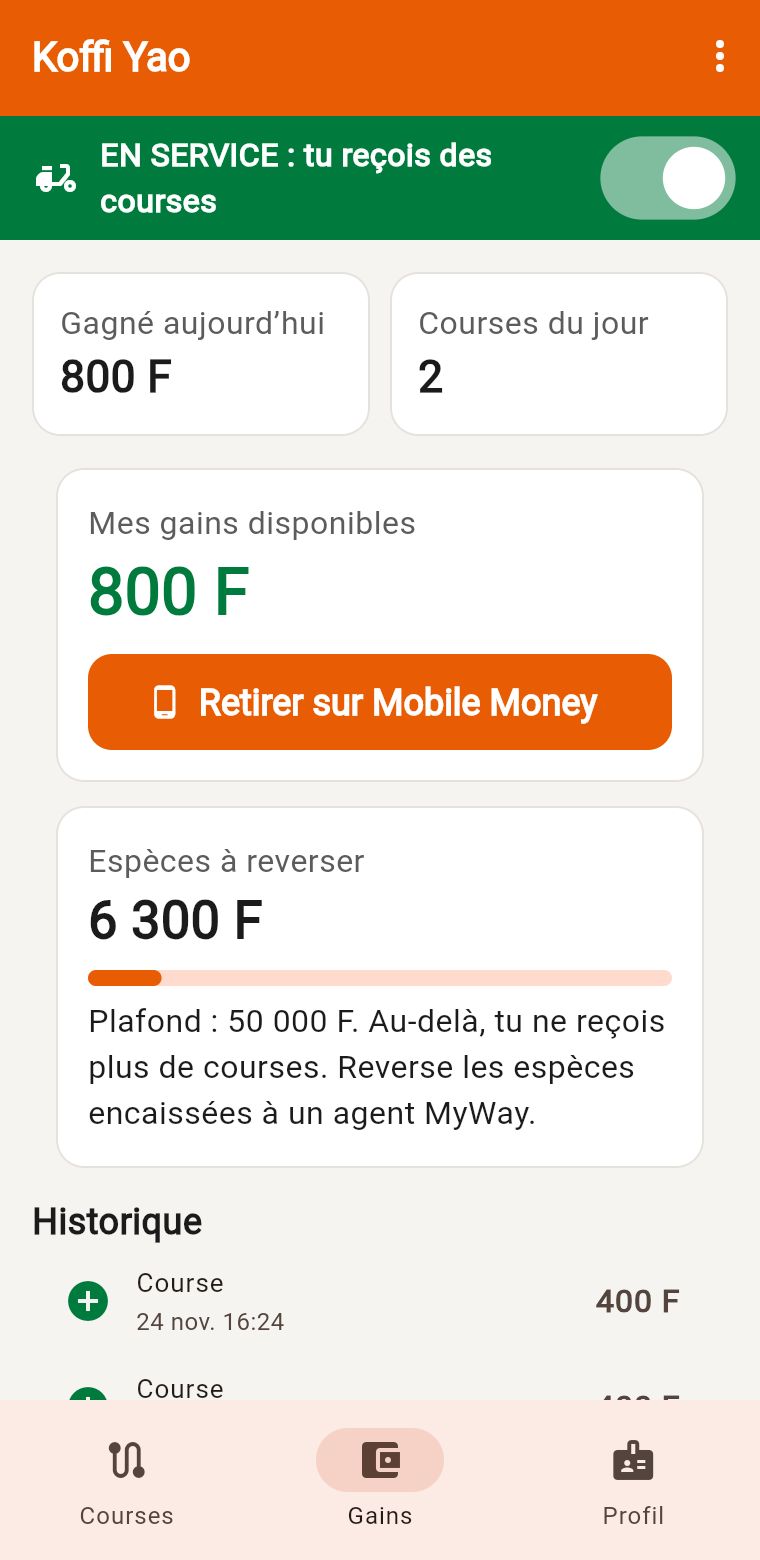 Koffi Yao
EN SERVICE : tu reçois des
courses
Gagné aujourd’hui
800 F
Courses du jour
2
Mes gains disponibles
800 F
Retirer sur Mobile Money
Espèces à reverser
6 300 F
Plafond : 50 000 F. Au-delà, tu ne reçois
plus de courses. Reverse les espèces
encaissées à un agent MyWay.
Historique
Course
400 F
24 nov. 16:24
Course
Courses
Gains
Profil